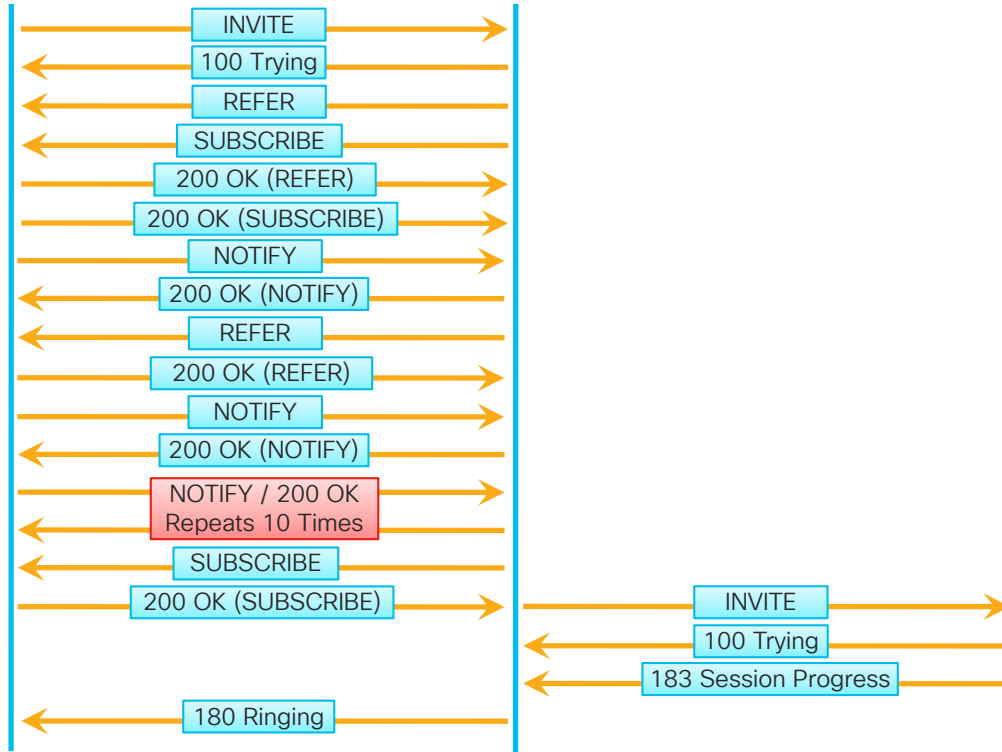 INVITE
100 Trying
REFER
SUBSCRIBE
200 OK (REFER)
200 OK (SUBSCRIBE)
NOTIFY
200 OK (NOTIFY)
REFER
200 OK (REFER)
NOTIFY
200 OK (NOTIFY)
NOTIFY / 200 OK
Repeats 10 Times
SUBSCRIBE
200 OK (SUBSCRIBE)
INVITE
100 Trying
183 Session Progress
180 Ringing